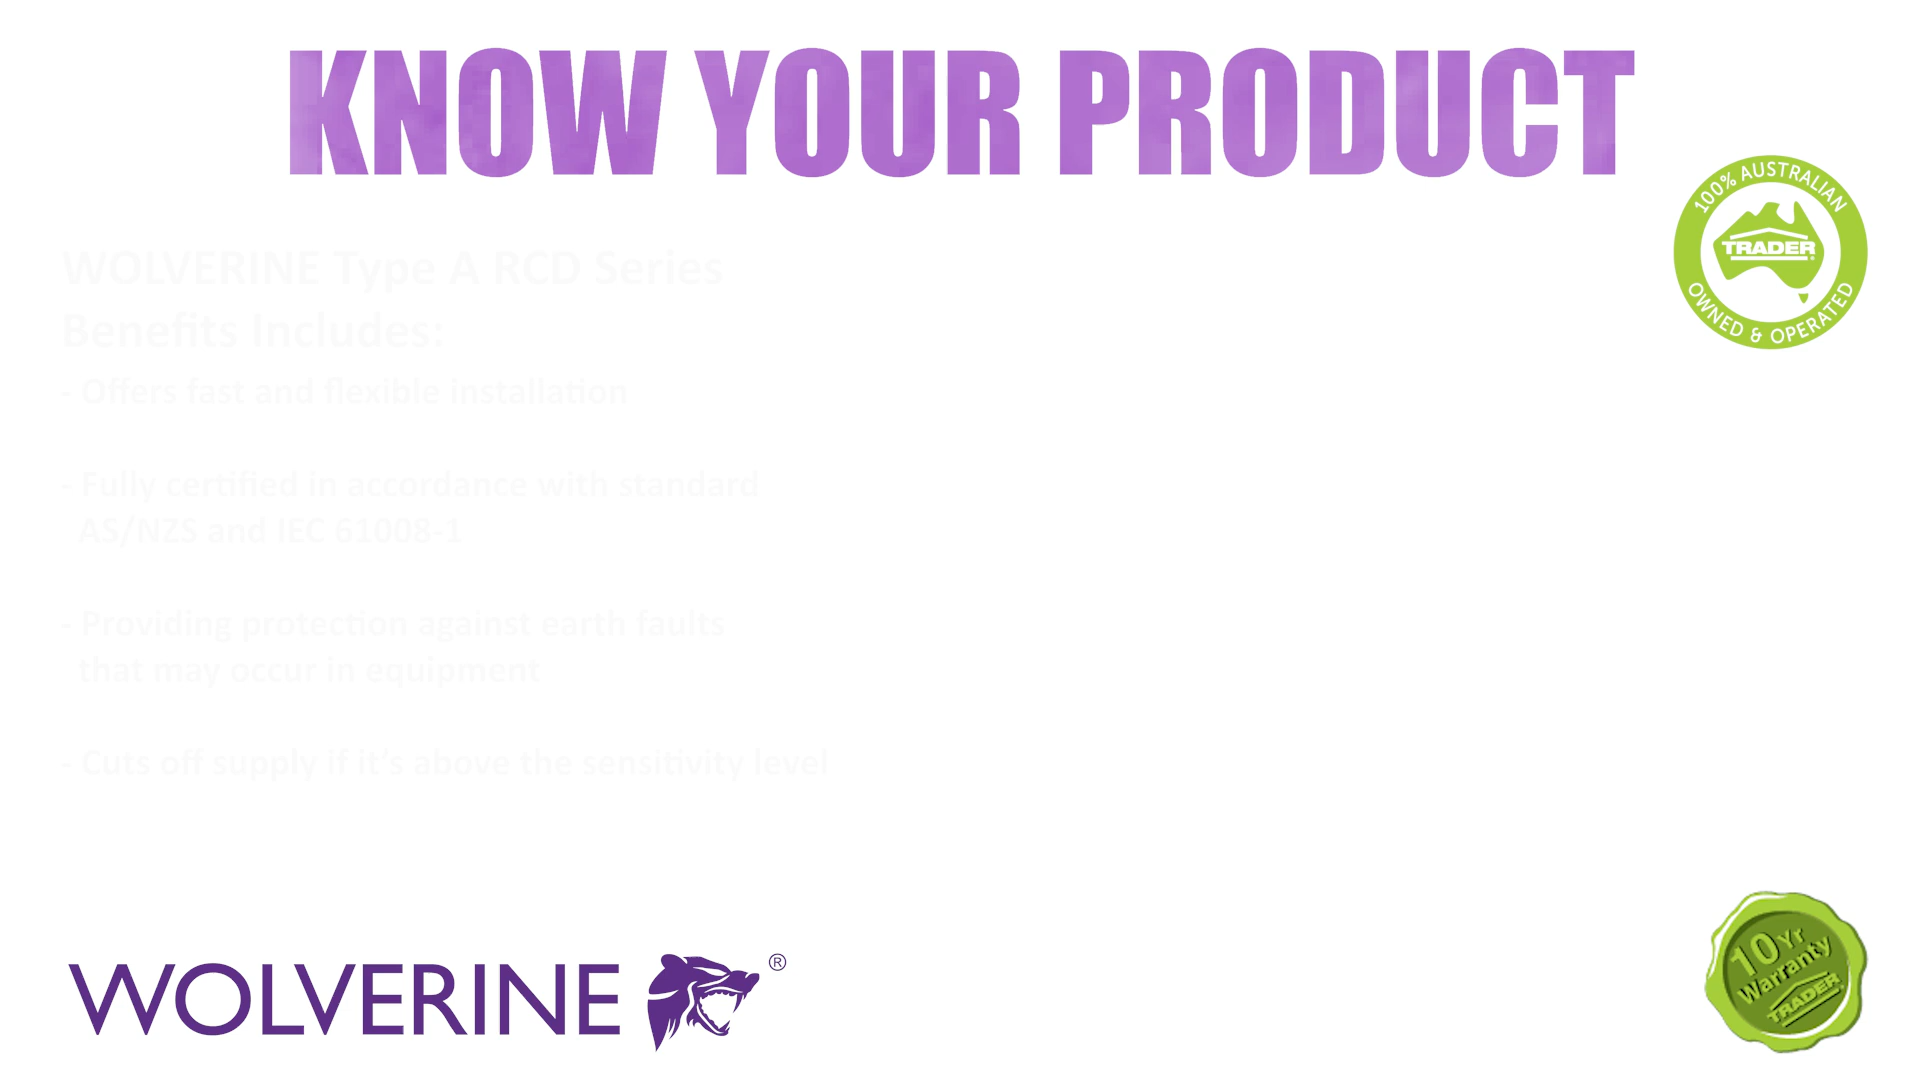 KNOW YOUR PRODUCT
100% AUSTRALIAN
TRADER®
OWNED & OPERATED
WOLVERINE Type A RCD Series
Benefits Includes:
- Offers fast and flexible installation
- Fully certified in accordance with standard
AS/NZS and IEC 61008-1
- Providing protection against earth faults
that may occur in equipment
- Cuts off supply if it’s above the sensitivity level
WOLVERINE ®
10 Yr
Warranty
TRADER